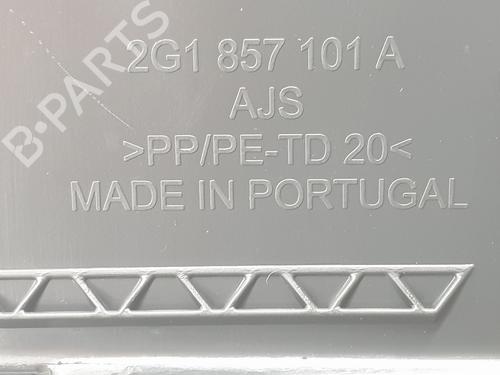 2G1 857 101 A
AJS
>PP/PE-TD 20<
MADE IN PORTUGAL
B-PARTS